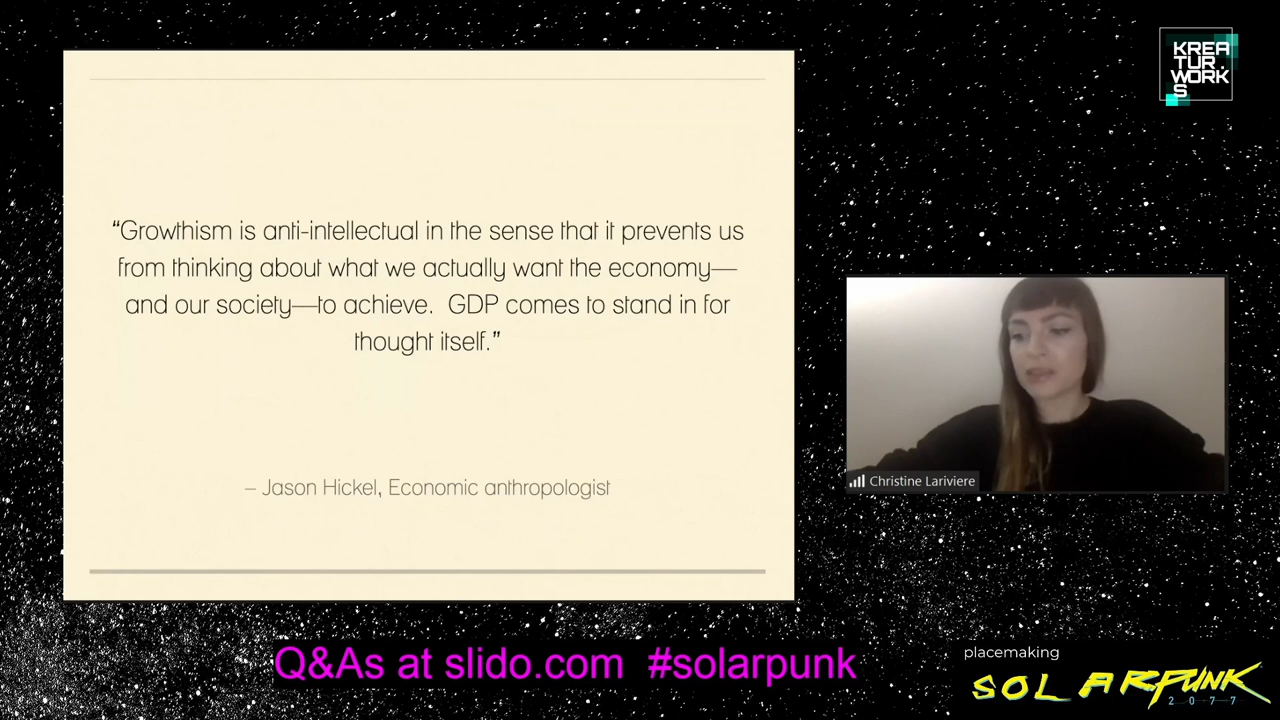 “Growthism is anti-intellectual in the sense that it prevents us
from thinking about what we actually want the economy—
and our society—to achieve.  GDP comes to stand in for
thought itself.”
– Jason Hickel, Economic anthropologist
KREA
TUR.
WORK
S
Christine Lariviere
Q&As at slido.com  #solarpunk
placemaking
SOLARPUNK
2077